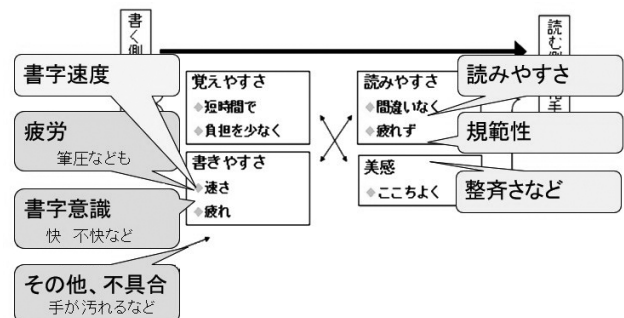 書く側
読む側
手
書字速度
疲労
筆圧なども
書字意識
快 不快など
その他、不具合
手が汚れるなど
覚えやすさ
◆短時間で
◆負担を少なく
書きやすさ
◆速さ
◆疲れ
読みやすさ
◆間違いなく
◆疲れず
美感
◆ここちよく
読みやすさ
規範性
整斉さなど